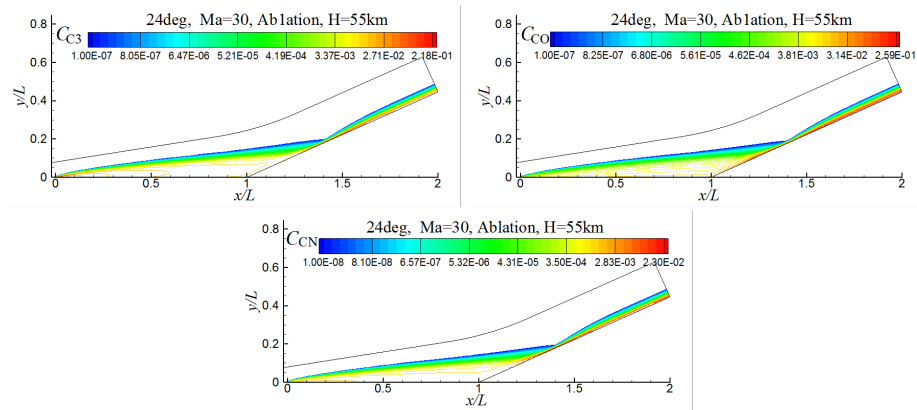 24deg, Ma=30, Ab1ation, H=55km
C_C3
1.00E-07 8.05E-07 6.47E-06 5.21E-05 4.19E-04 3.37E-03 2.71E-02 2.18E-01
0.8
0.6
0.4
0.2
0
y/L
0 0.5 1 1.5 2
x/L
24deg, Ma=30, Ablation, H=55km
C_CO
1.00E-07 8.25E-07 6.80E-06 5.61E-05 4.62E-04 3.81E-03 3.14E-02 2.59E-01
0.8
0.6
0.4
0.2
0
y/L
0 0.5 1 1.5 2
x/L
24deg, Ma=30, Ablation, H=55km
C_CN
1.00E-08 8.10E-08 6.57E-07 5.32E-06 4.31E-05 3.50E-04 2.83E-03 2.30E-02
0.8
0.6
0.4
0.2
0
y/L
0 0.5 1 1.5 2
x/L